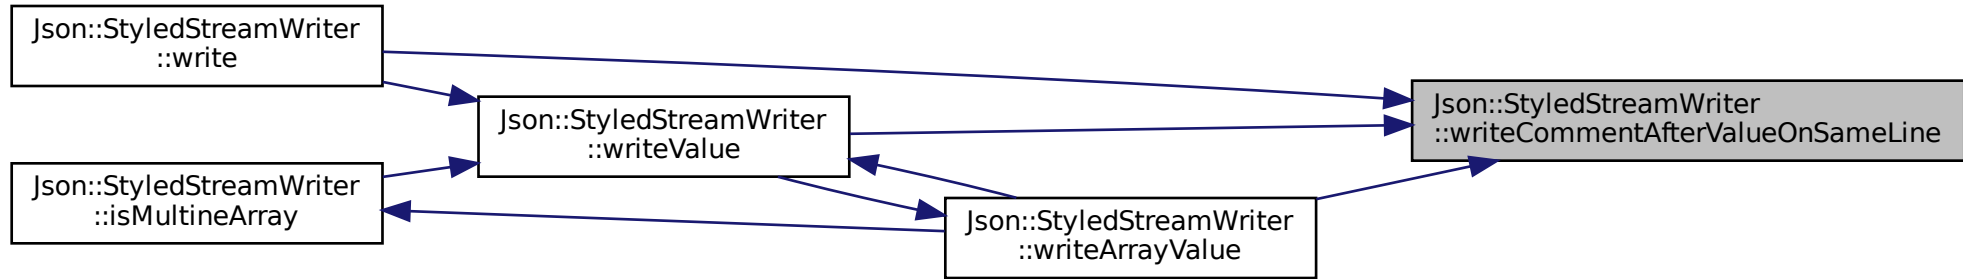 Json::StyledStreamWriter
::write
Json::StyledStreamWriter
::isMultineArray
Json::StyledStreamWriter
::writeValue
Json::StyledStreamWriter
::writeArrayValue
Json::StyledStreamWriter
::writeCommentAfterValueOnSameLine